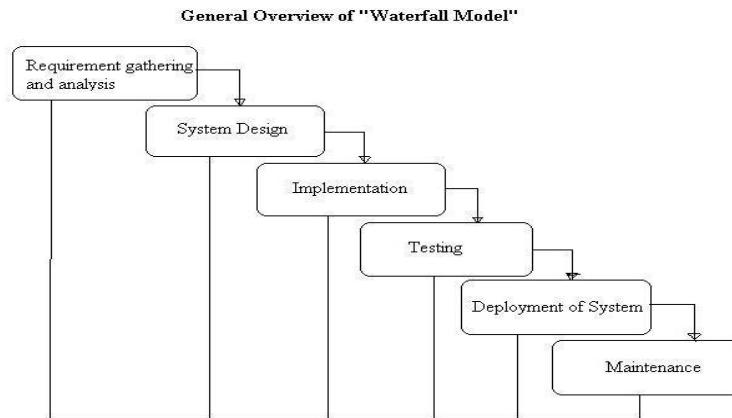 General Overview of "Waterfall Model"
Requirement gathering
and analysis
System Design
Implementation
Testing
Deployment of System
Maintenance